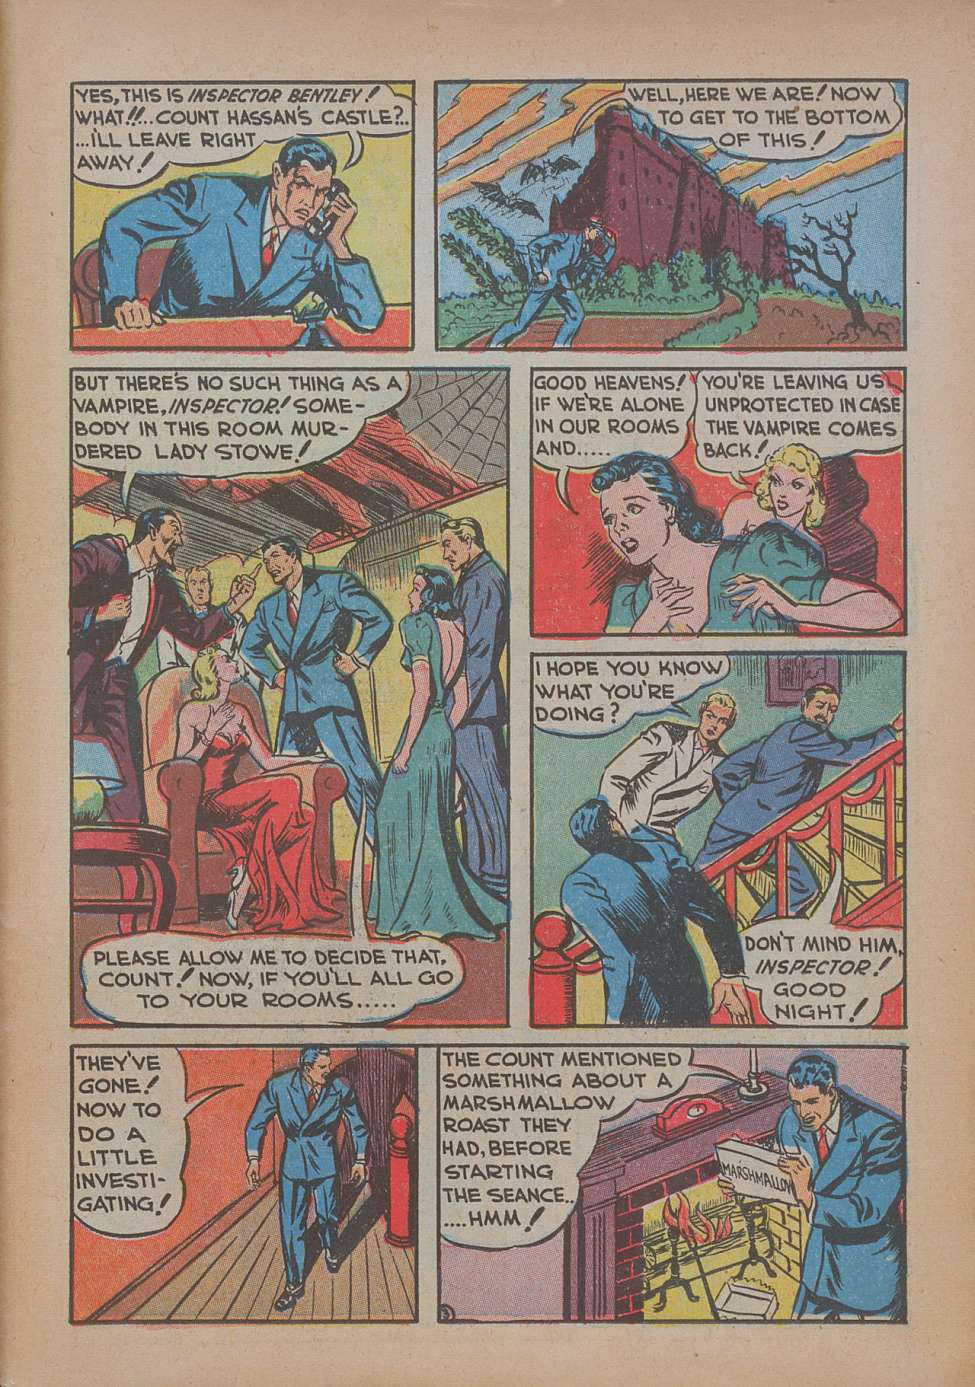 YES, THIS IS INSPECTOR BENTLEY!
WHAT!!...COUNT HASSAN'S CASTLE?..
...I'LL LEAVE RIGHT
AWAY!
WELL, HERE WE ARE! NOW
TO GET TO THE BOTTOM
OF THIS!
BUT THERE'S NO SUCH THING AS A
VAMPIRE, INSPECTOR! SOME-
BODY IN THIS ROOM MUR-
DERED LADY STOWE!
PLEASE ALLOW ME TO DECIDE THAT,
COUNT! NOW, IF YOU'LL ALL GO
TO YOUR ROOMS.....
GOOD HEAVENS!
IF WE'RE ALONE
IN OUR ROOMS
AND.....
YOU'RE LEAVING US
UNPROTECTED IN CASE
THE VAMPIRE COMES
BACK!
I HOPE YOU KNOW
WHAT YOU'RE
DOING?
DON'T MIND HIM,
INSPECTOR!
GOOD
NIGHT!
THEY'VE
GONE!
NOW TO
DO A
LITTLE
INVESTI-
GATING!
THE COUNT MENTIONED
SOMETHING ABOUT A
MARSHMALLOW
ROAST THEY
HAD, BEFORE
STARTING
THE SEANCE..
....HMM!
MARSHMALLOW
3